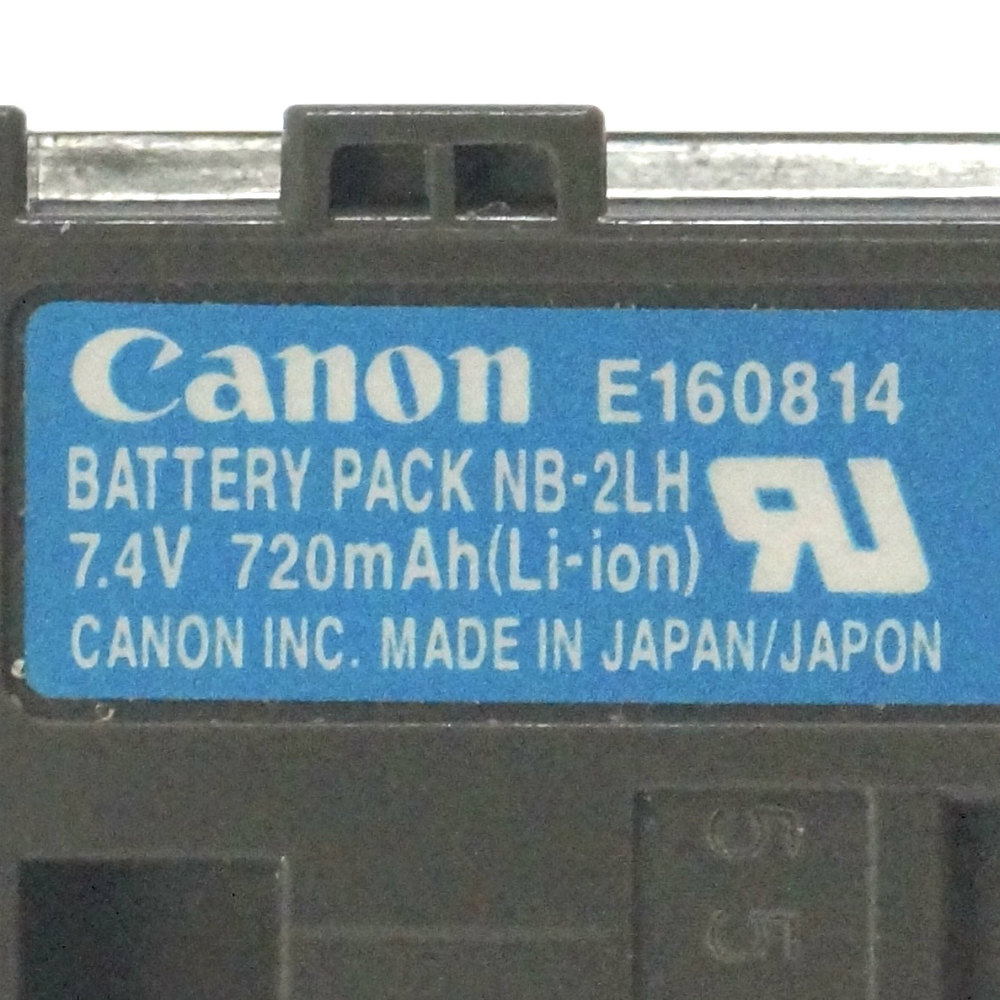 Canon E160814
BATTERY PACK NB-2LH
7.4V 720mAh(Li-ion)
CANON INC. MADE IN JAPAN/JAPON